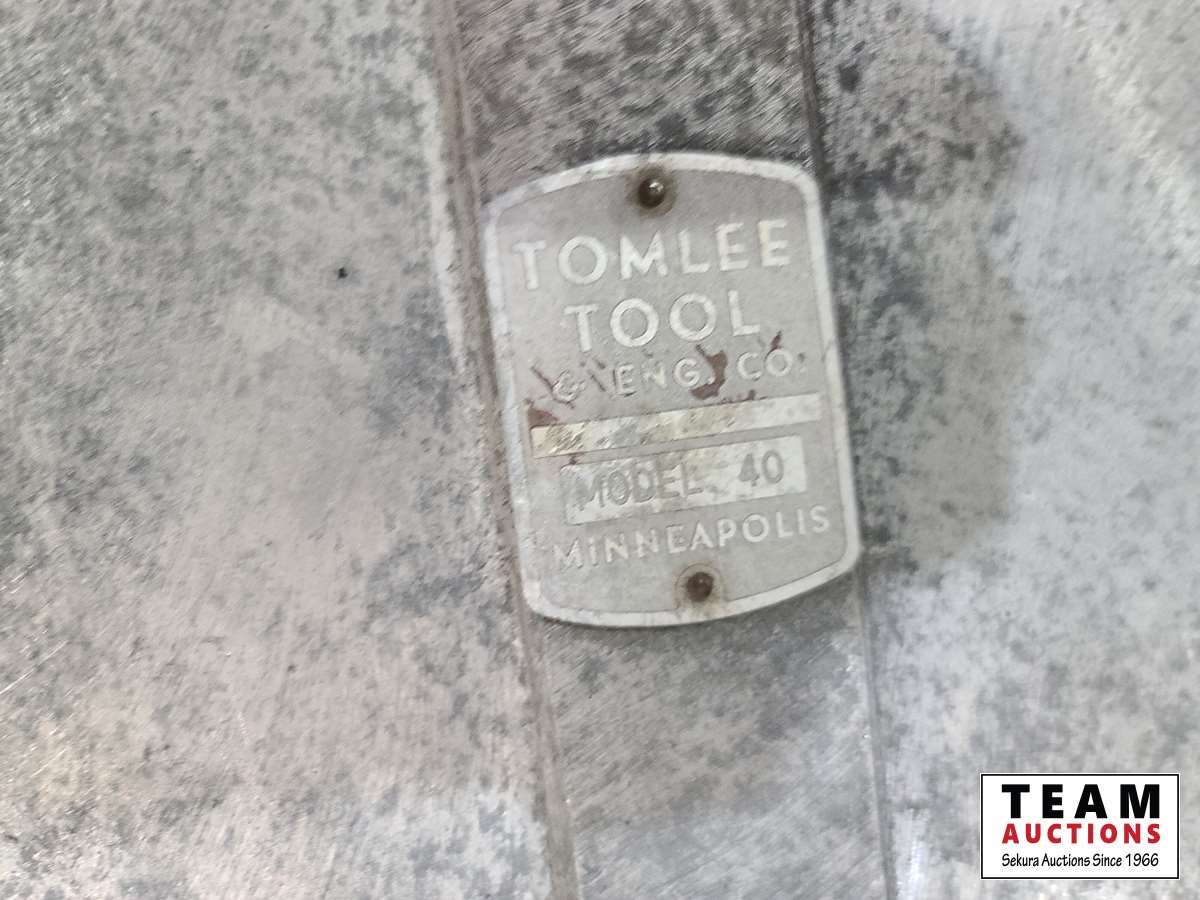 TOMLEE
TOOL
& ENG. CO.
MODEL 40
MINNEAPOLIS
TEAM
AUCTIONS
Sekura Auctions Since 1966